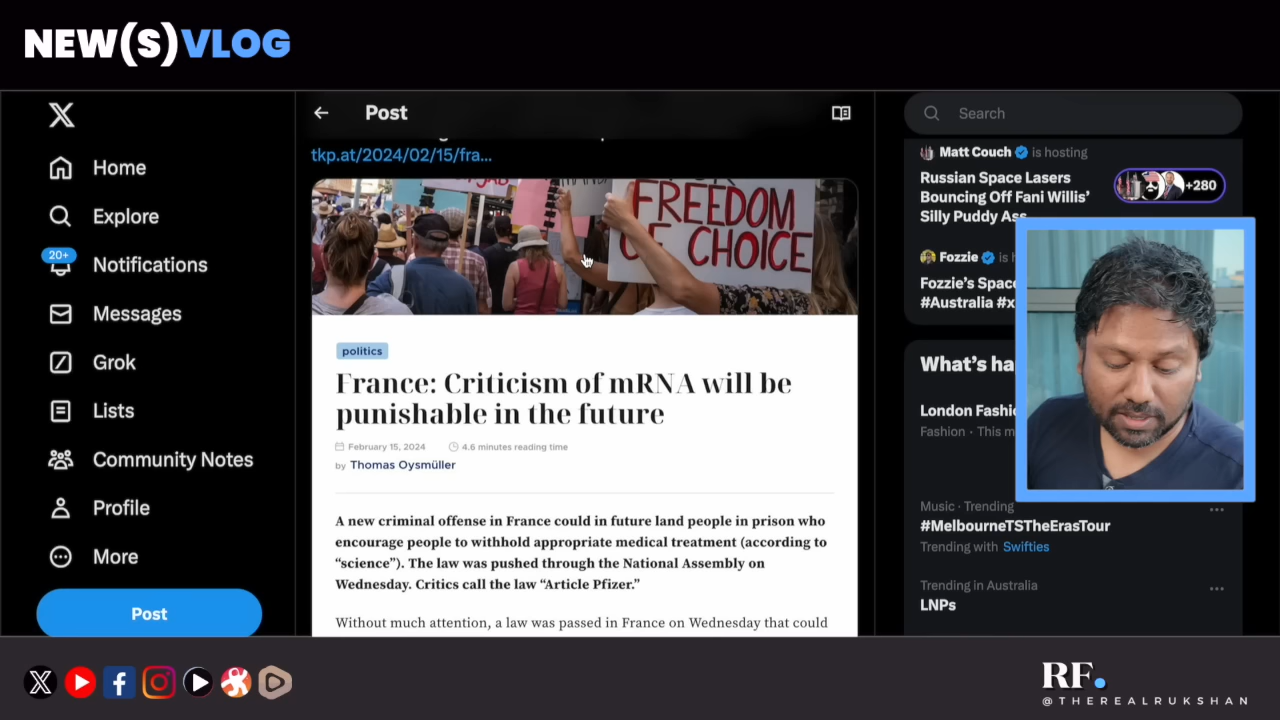 NEW(S)VLOG
Post
Search
tkp.at/2024/02/15/fra...
Home
Explore
20+
Notifications
Messages
Grok
Lists
Community Notes
Profile
More
Post
FREEDOM
OF CHOICE
politics
France: Criticism of mRNA will be
punishable in the future
February 15, 2024
4.6 minutes reading time
by Thomas Oysmüller
A new criminal offense in France could in future land people in prison who
encourage people to withhold appropriate medical treatment (according to
“science”). The law was pushed through the National Assembly on
Wednesday. Critics call the law “Article Pfizer.”
Without much attention, a law was passed in France on Wednesday that could
Matt Couch is hosting
Russian Space Lasers
Bouncing Off Fani Willis’
Silly Puddy Ass
+280
Fozzie is h
Fozzie’s Space
#Australia #x
What’s ha
London Fashi
Fashion · This m
Music · Trending
#MelbourneTSTheErasTour
Trending with Swifties
Trending in Australia
LNPs
RF.
@THEREALRUKSHAN